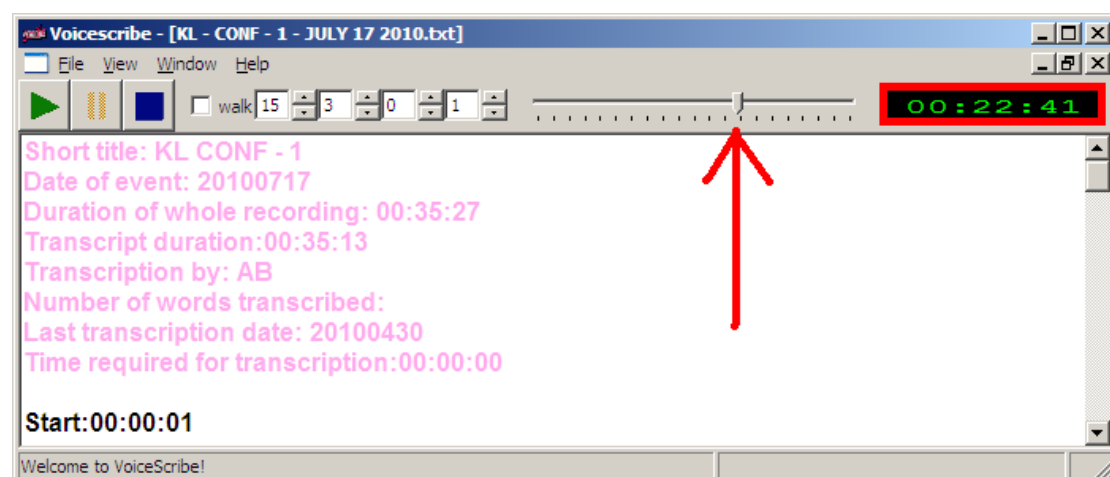 Voicescribe - [KL - CONF - 1 - JULY 17 2010.txt]
File View Window Help
walk 15 3 0 1 00:22:41
Short title: KL CONF - 1
Date of event: 20100717
Duration of whole recording: 00:35:27
Transcript duration:00:35:13
Transcription by: AB
Number of words transcribed:
Last transcription date: 20100430
Time required for transcription:00:00:00
Start:00:00:01
Welcome to VoiceScribe!